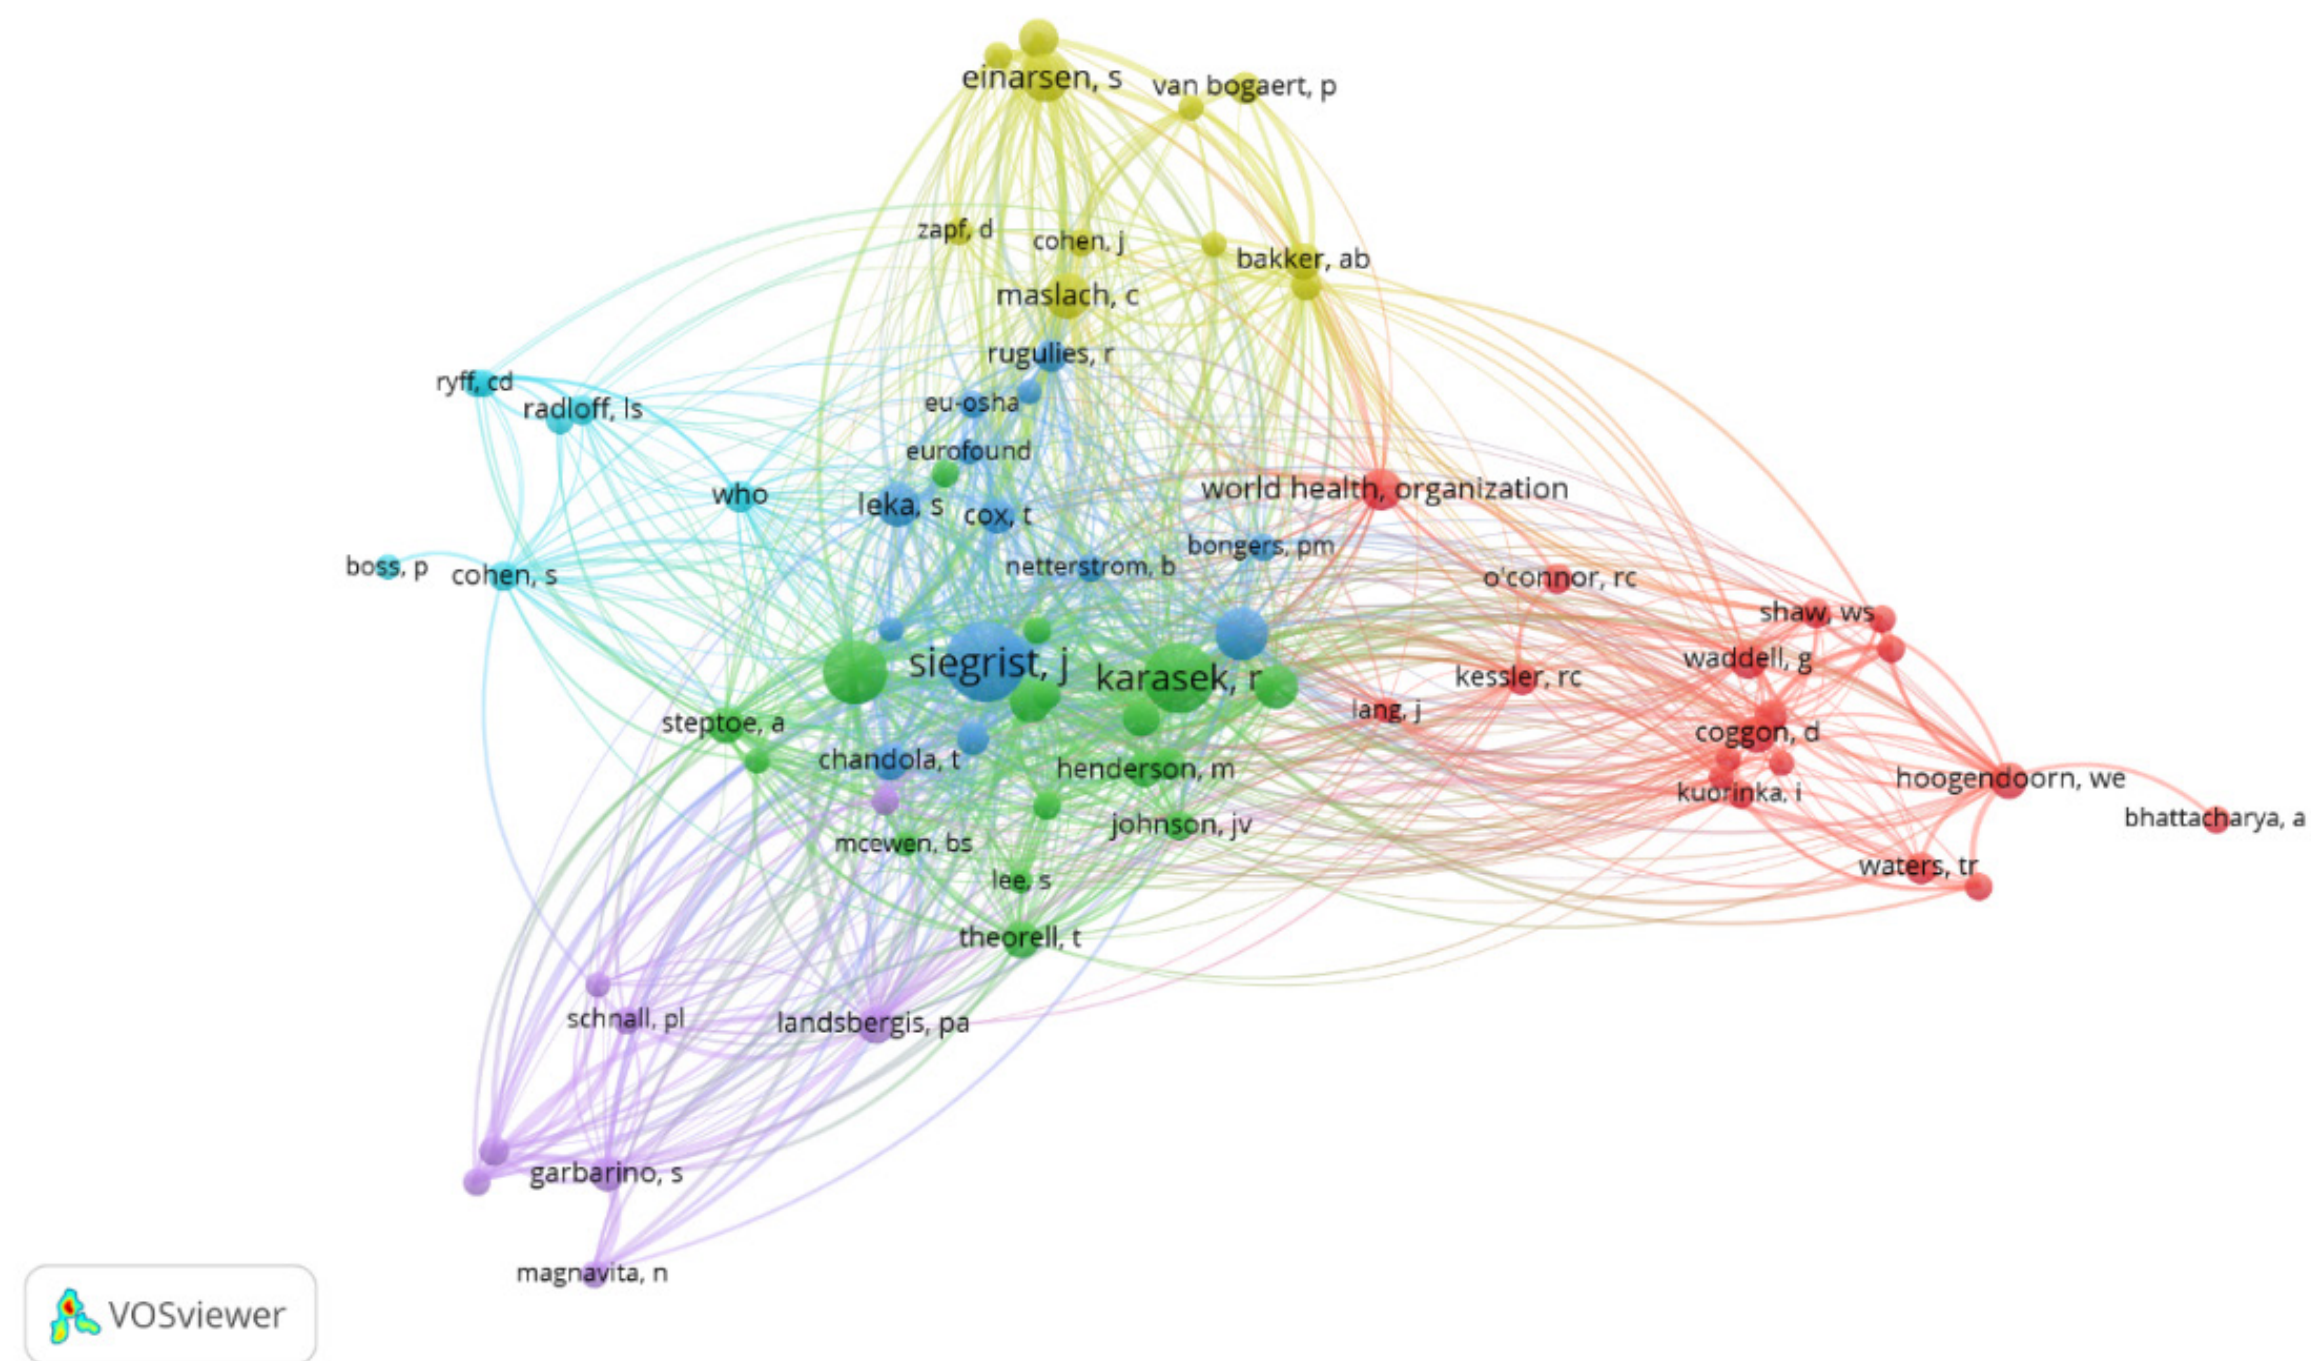 einarsen, s
van bogaert, p
zapf, d
cohen, j
bakker, ab
maslach, c
rugulies, r
ryff, cd
eu-osha
radloff, ls
eurofound
who
leka, s
cox, t
world health, organization
bongers, pm
netterstrom, b
boss, p
cohen, s
o'connor, rc
shaw, ws
waddell, g
siegrist, j
karasek, r
kessler, rc
lang, j
steptoe, a
coggon, d
chandola, t
henderson, m
hoogendoorn, we
kuorinka, i
bhattacharya, a
johnson, jv
mcewen, bs
waters, tr
lee, s
theorell, t
schnall, pl
landsbergis, pa
garbarino, s
magnavita, n
VOSviewer